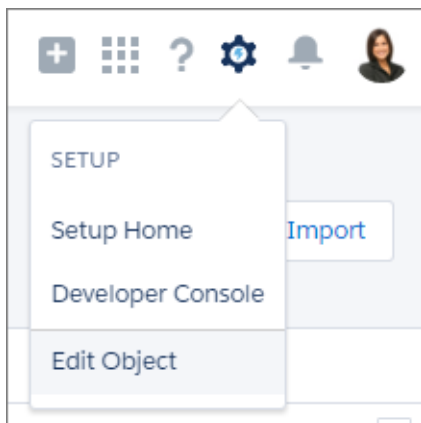 SETUP
Setup Home
Import
Developer Console
Edit Object